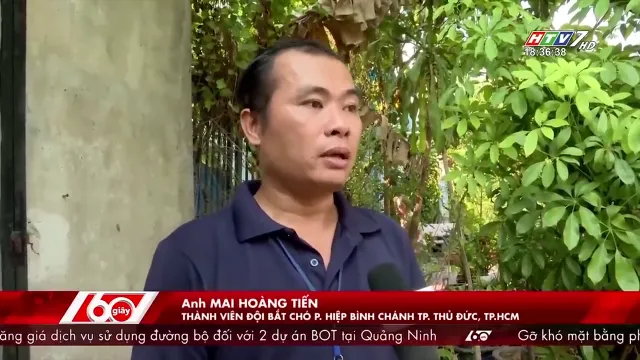 HTV7 HD
18:36:38
60 giây
Anh MAI HOÀNG TIẾN
THÀNH VIÊN ĐỘI BẮT CHÓ P. HIỆP BÌNH CHÁNH TP. THỦ ĐỨC, TP.HCM
ăng giá dịch vụ sử dụng đường bộ đối với 2 dự án BOT tại Quảng Ninh
Gỡ khó mặt bằng ph